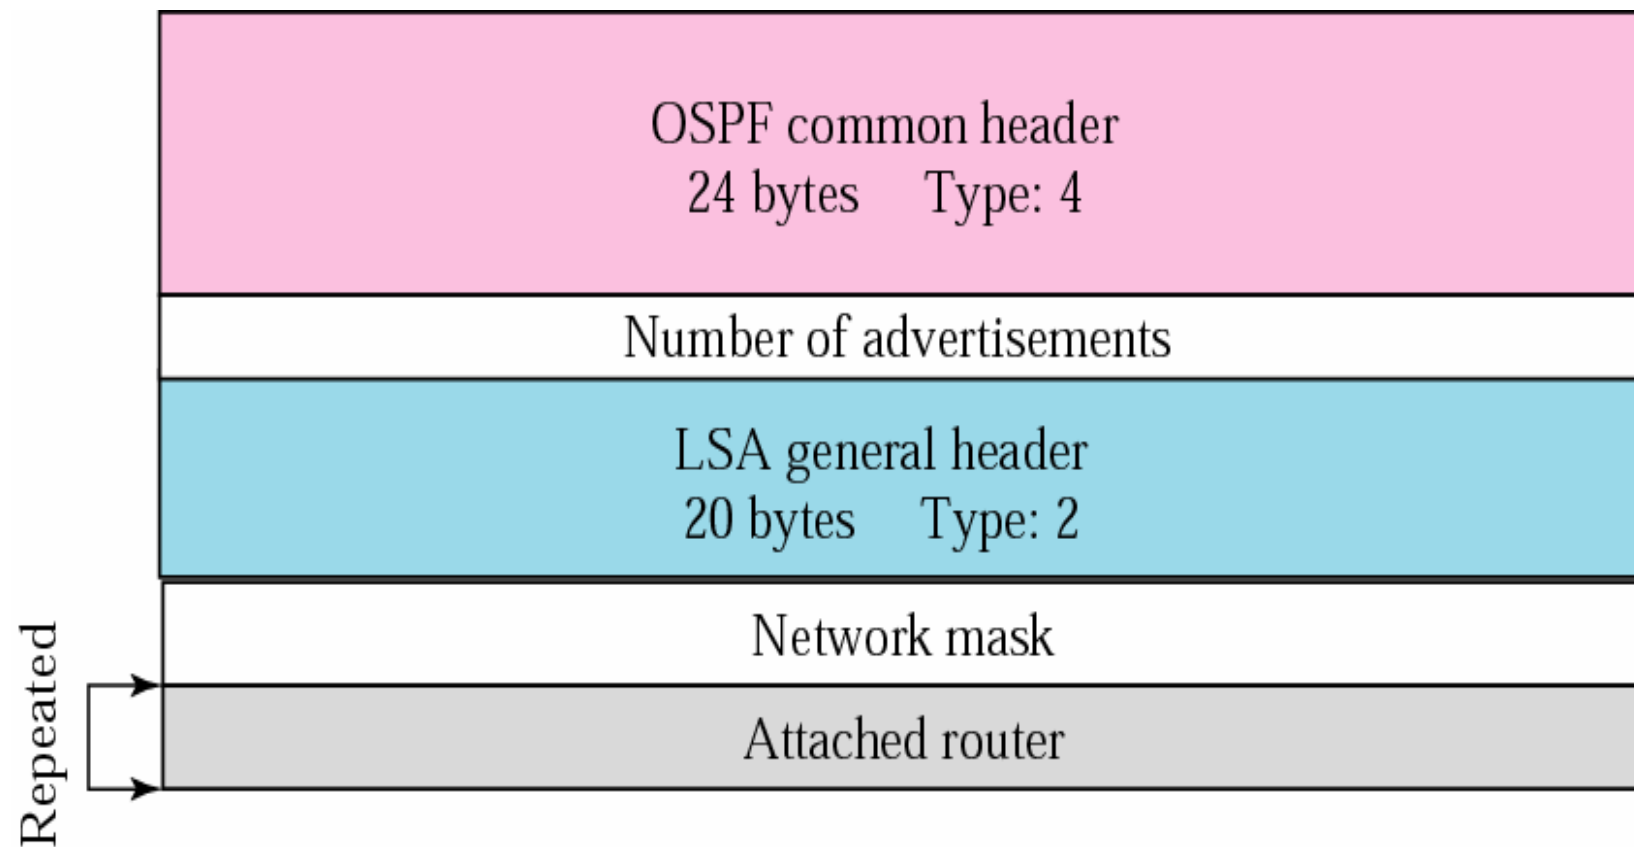 OSPF common header
24 bytes Type: 4
Number of advertisements
LSA general header
20 bytes Type: 2
Network mask
Attached router
Repeated